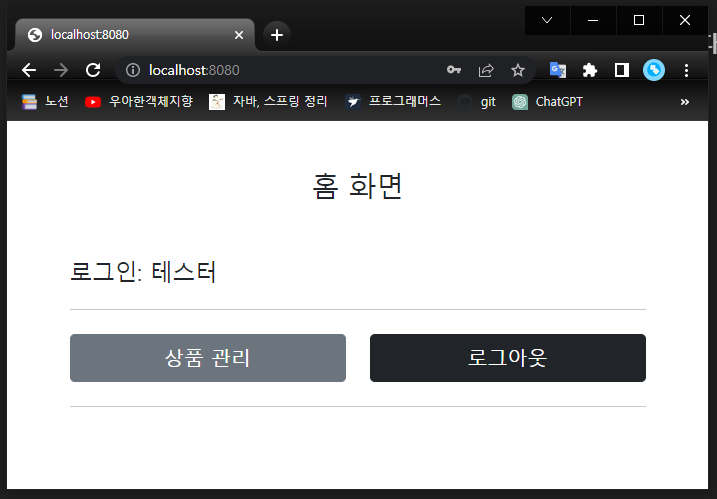 localhost:8080
localhost:8080
노션 우아한객체지향 자바, 스프링 정리 프로그래머스 git ChatGPT »
홈 화면
로그인: 테스터
상품 관리 로그아웃